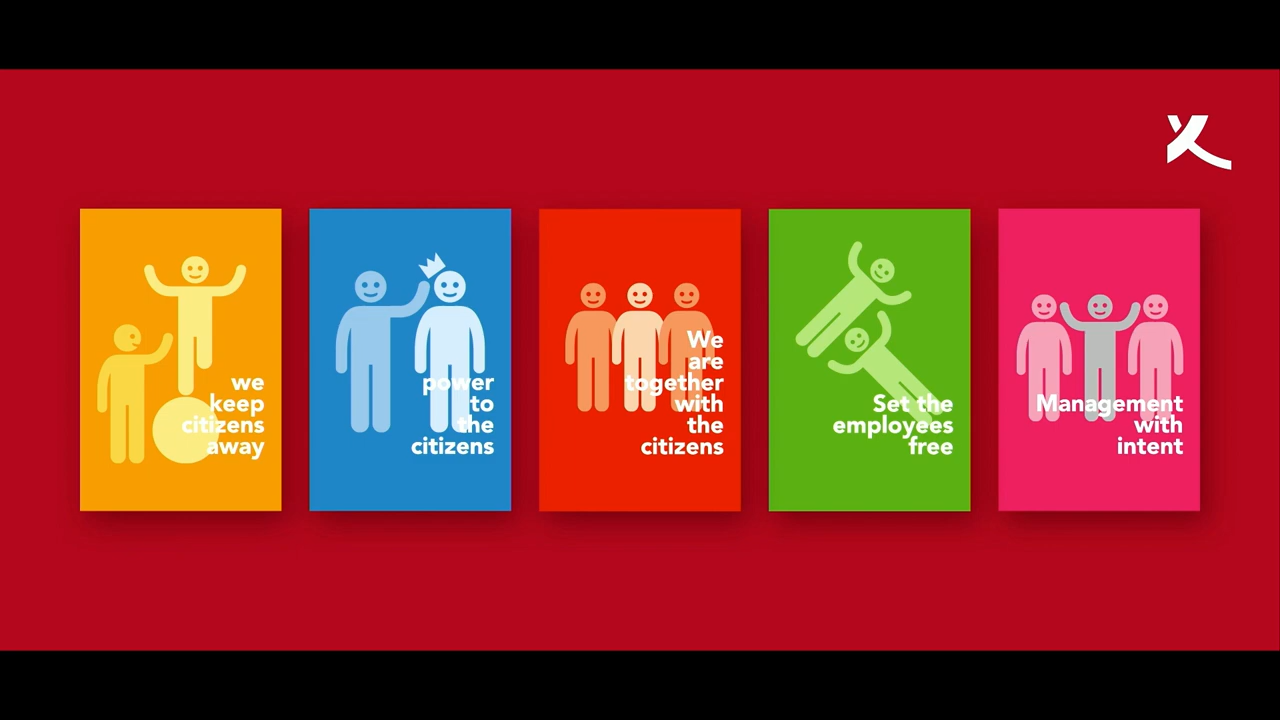 we
keep
citizens
away
power
to
the
citizens
We
are
together
with
the
citizens
Set the
employees
free
Management
with
intent